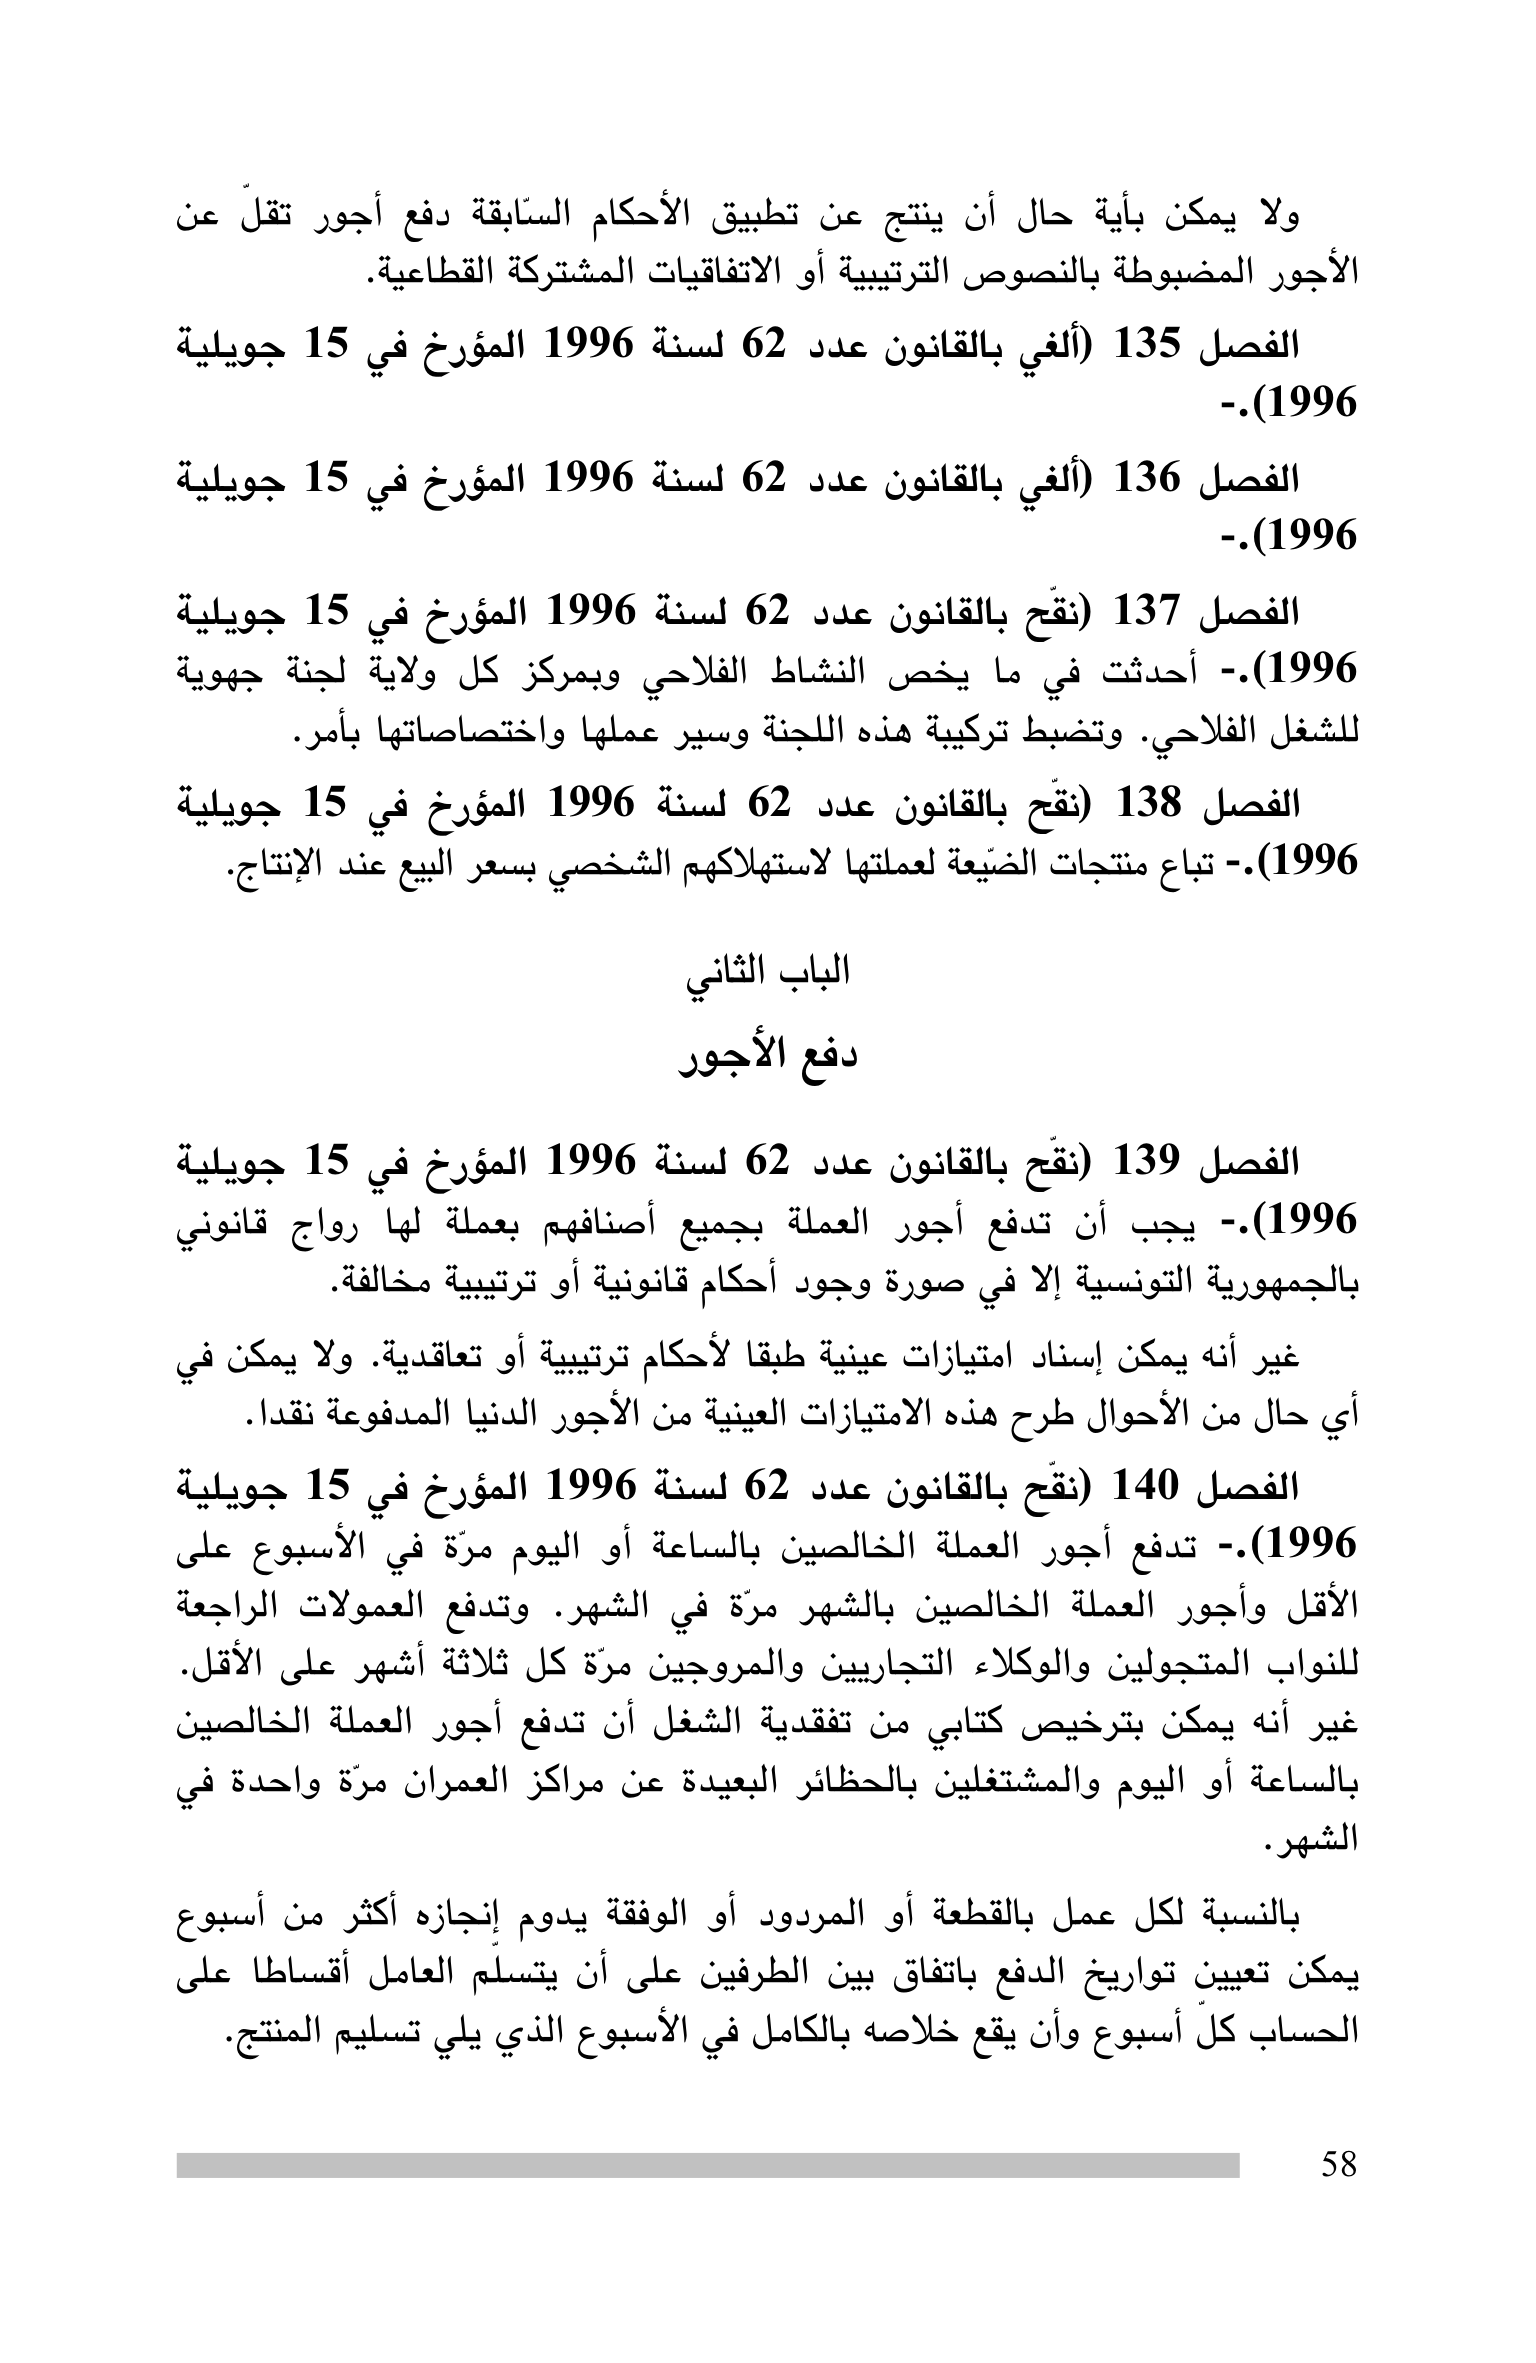 ولا يمكن بأية حال أن ينتج عن تطبيق الأحكام السّابقة دفع أجور تقلّ عن
الأجور المضبوطة بالنصوص الترتيبية أو الاتفاقيات المشتركة القطاعية.
الفصل 135 (ألغي بالقانون عدد 62 لسنة 1996 المؤرخ في 15 جويلية
1996).-
الفصل 136 (ألغي بالقانون عدد 62 لسنة 1996 المؤرخ في 15 جويلية
1996).-
الفصل 137 (نقّح بالقانون عدد 62 لسنة 1996 المؤرخ في 15 جويلية
1996).- أحدثت في ما يخص النشاط الفلاحي وبمركز كل ولاية لجنة جهوية
للشغل الفلاحي. وتضبط تركيبة هذه اللجنة وسير عملها واختصاصاتها بأمر.
الفصل 138 (نقّح بالقانون عدد 62 لسنة 1996 المؤرخ في 15 جويلية
1996).- تباع منتجات الضّيعة لعملتها لاستهلاكهم الشخصي بسعر البيع عند الإنتاج.
الباب الثاني
دفع الأجور
الفصل 139 (نقّح بالقانون عدد 62 لسنة 1996 المؤرخ في 15 جويلية
1996).- يجب أن تدفع أجور العملة بجميع أصنافهم بعملة لها رواج قانوني
بالجمهورية التونسية إلا في صورة وجود أحكام قانونية أو ترتيبية مخالفة.
غير أنه يمكن إسناد امتيازات عينية طبقا لأحكام ترتيبية أو تعاقدية. ولا يمكن في
أي حال من الأحوال طرح هذه الامتيازات العينية من الأجور الدنيا المدفوعة نقدا.
الفصل 140 (نقّح بالقانون عدد 62 لسنة 1996 المؤرخ في 15 جويلية
1996).- تدفع أجور العملة الخالصين بالساعة أو اليوم مرّة في الأسبوع على
الأقل وأجور العملة الخالصين بالشهر مرّة في الشهر. وتدفع العمولات الراجعة
للنواب المتجولين والوكلاء التجاريين والمروجين مرّة كل ثلاثة أشهر على الأقل.
غير أنه يمكن بترخيص كتابي من تفقدية الشغل أن تدفع أجور العملة الخالصين
بالساعة أو اليوم والمشتغلين بالحظائر البعيدة عن مراكز العمران مرّة واحدة في
الشهر.
بالنسبة لكل عمل بالقطعة أو المردود أو الوفقة يدوم إنجازه أكثر من أسبوع
يمكن تعيين تواريخ الدفع باتفاق بين الطرفين على أن يتسلّم العامل أقساطا على
الحساب كلّ أسبوع وأن يقع خلاصه بالكامل في الأسبوع الذي يلي تسليم المنتج.
58